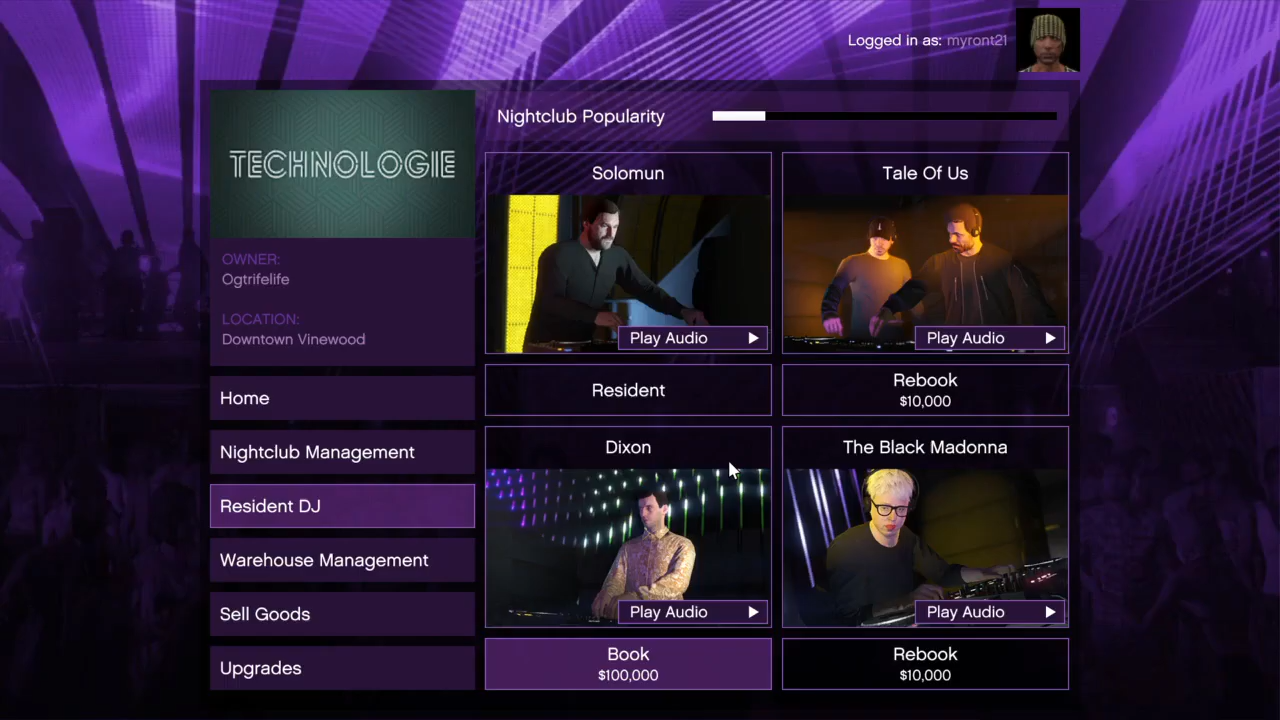 Logged in as: myront21
TECHNOLOGIE
OWNER:
Ogtrifelife
LOCATION:
Downtown Vinewood
Home
Nightclub Management
Resident DJ
Warehouse Management
Sell Goods
Upgrades
Nightclub Popularity
Solomun
Play Audio
Resident
Tale Of Us
Play Audio
Rebook
$10,000
Dixon
Play Audio
Book
$100,000
The Black Madonna
Play Audio
Rebook
$10,000